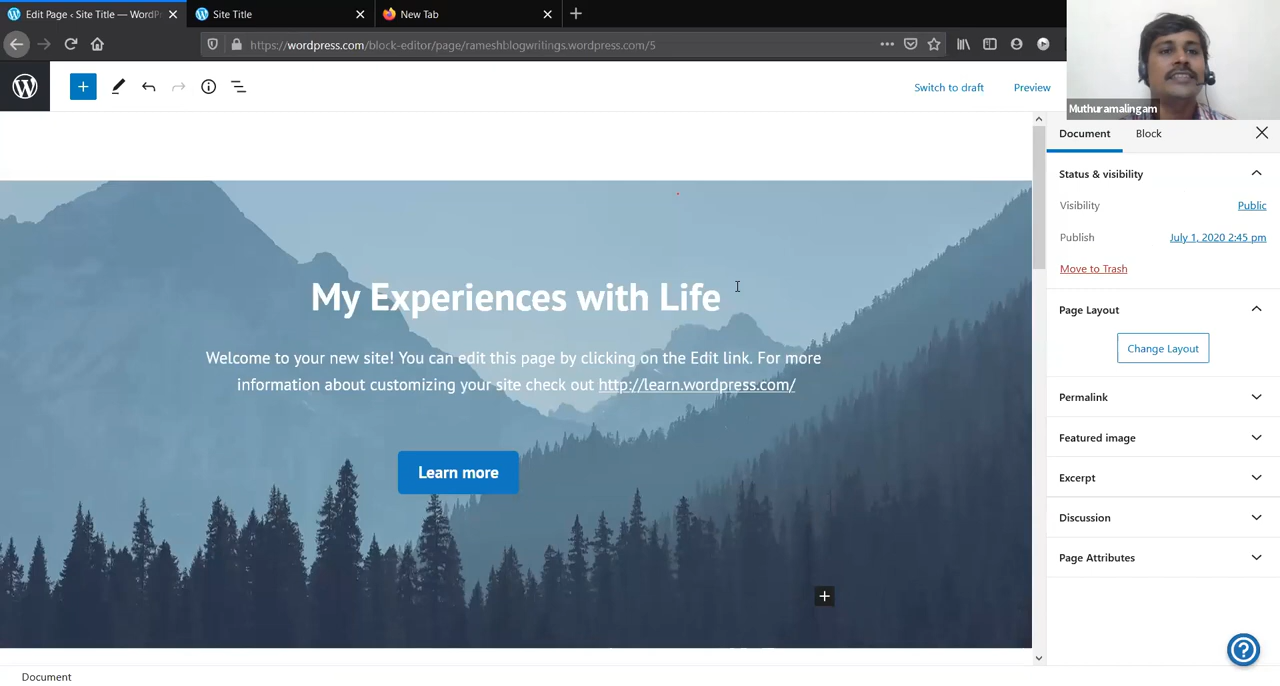 Edit Page ‹ Site Title — WordP
Site Title
New Tab
https://wordpress.com/block-editor/page/rameshblogwritings.wordpress.com/5
Switch to draft
Preview
Muthuramalingam
Document
Block
Status & visibility
Visibility
Public
Publish
July 1, 2020 2:45 pm
Move to Trash
Page Layout
Change Layout
Permalink
Featured image
Excerpt
Discussion
Page Attributes
My Experiences with Life
Welcome to your new site! You can edit this page by clicking on the Edit link. For more
information about customizing your site check out http://learn.wordpress.com/
Learn more
Document